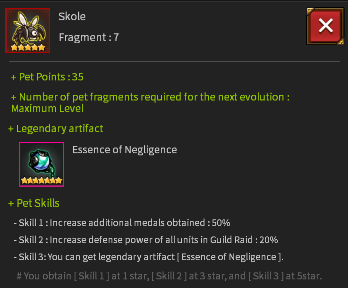 Skole
Fragment : 7
+ Pet Points : 35
+ Number of pet fragments required for the next evolution :
Maximum Level
+ Legendary artifact
Essence of Negligence
+ Pet Skills
- Skill 1 : Increase additional medals obtained : 50%
- Skill 2 : Increase defense power of all units in Guild Raid : 20%
- Skill 3: You can get legendary artifact [ Essence of Negligence ].
# You obtain [ Skill 1 ] at 1 star, [ Skill 2 ] at 3 star, and [ Skill 3 ] at 5star.